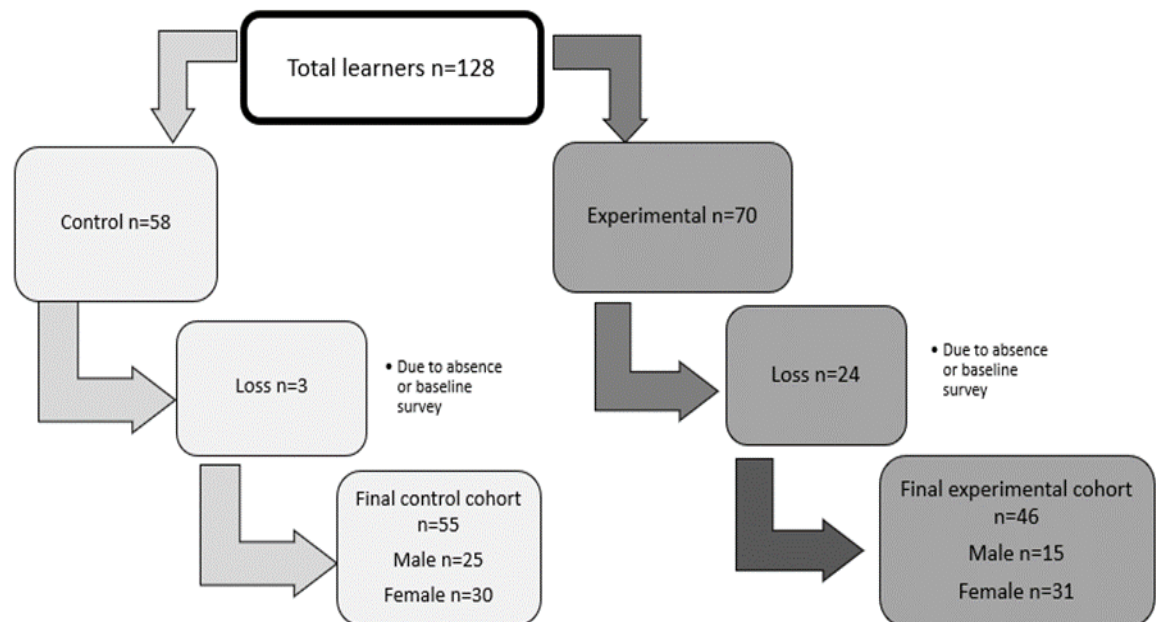 Total learners n=128
Control n=58
Experimental n=70
Loss n=3
• Due to absence
or baseline
survey
Loss n=24
• Due to absence
or baseline
survey
Final control cohort
n=55
Male n=25
Female n=30
Final experimental cohort
n=46
Male n=15
Female n=31